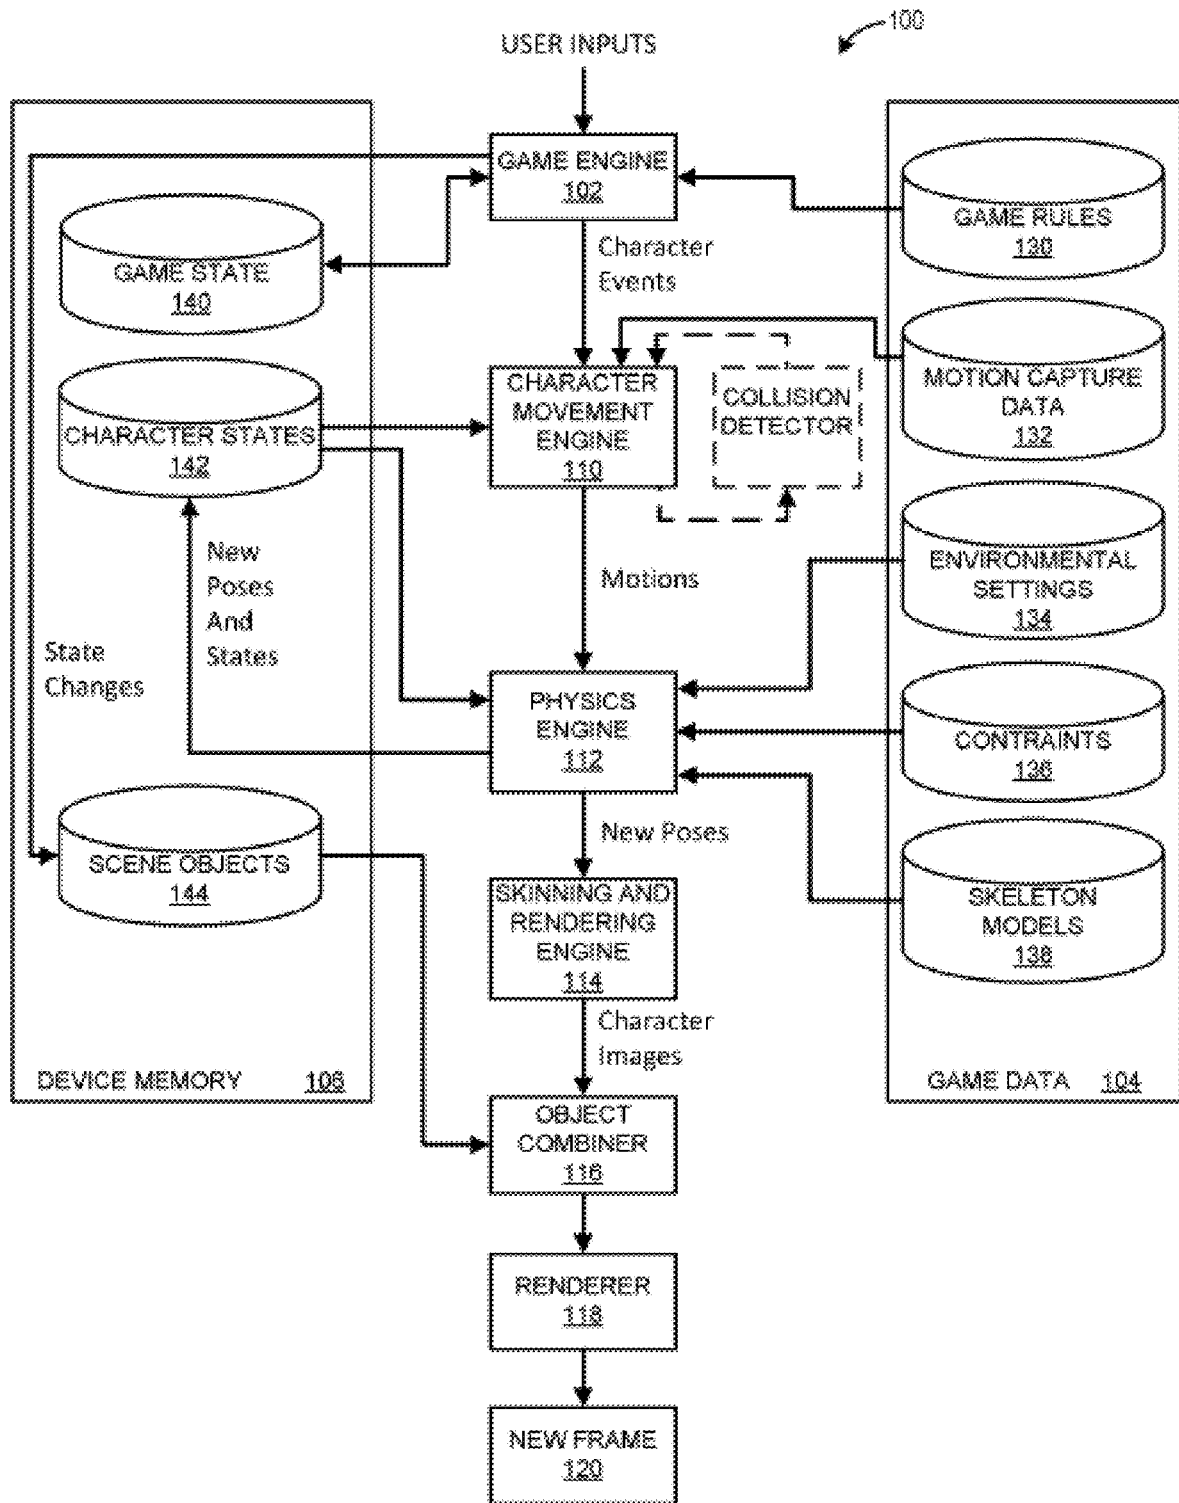 100
USER INPUTS
GAME ENGINE
102
Character
Events
GAME STATE
140
CHARACTER STATES
142
New
Poses
And
States
State
Changes
SCENE OBJECTS
144
DEVICE MEMORY 106
CHARACTER
MOVEMENT
ENGINE
110
COLLISION
DETECTOR
Motions
PHYSICS
ENGINE
112
New Poses
SKINNING AND
RENDERING
ENGINE
114
Character
Images
OBJECT
COMBINER
116
RENDERER
118
NEW FRAME
120
GAME RULES
130
MOTION CAPTURE
DATA
132
ENVIRONMENTAL
SETTINGS
134
CONTRAINTS
136
SKELETON
MODELS
138
GAME DATA 104